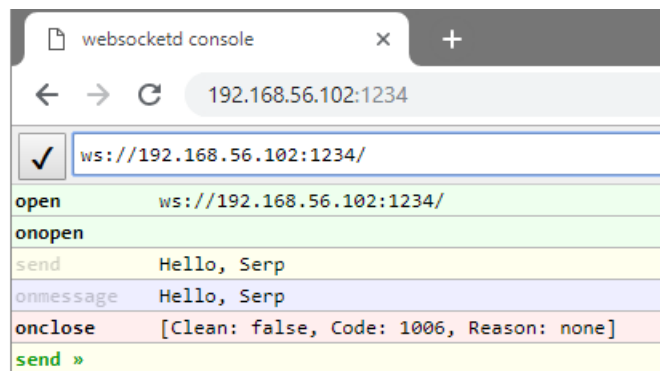 websocketd console
192.168.56.102:1234
ws://192.168.56.102:1234/
open ws://192.168.56.102:1234/
onopen
send Hello, Serp
onmessage Hello, Serp
onclose [Clean: false, Code: 1006, Reason: none]
send »